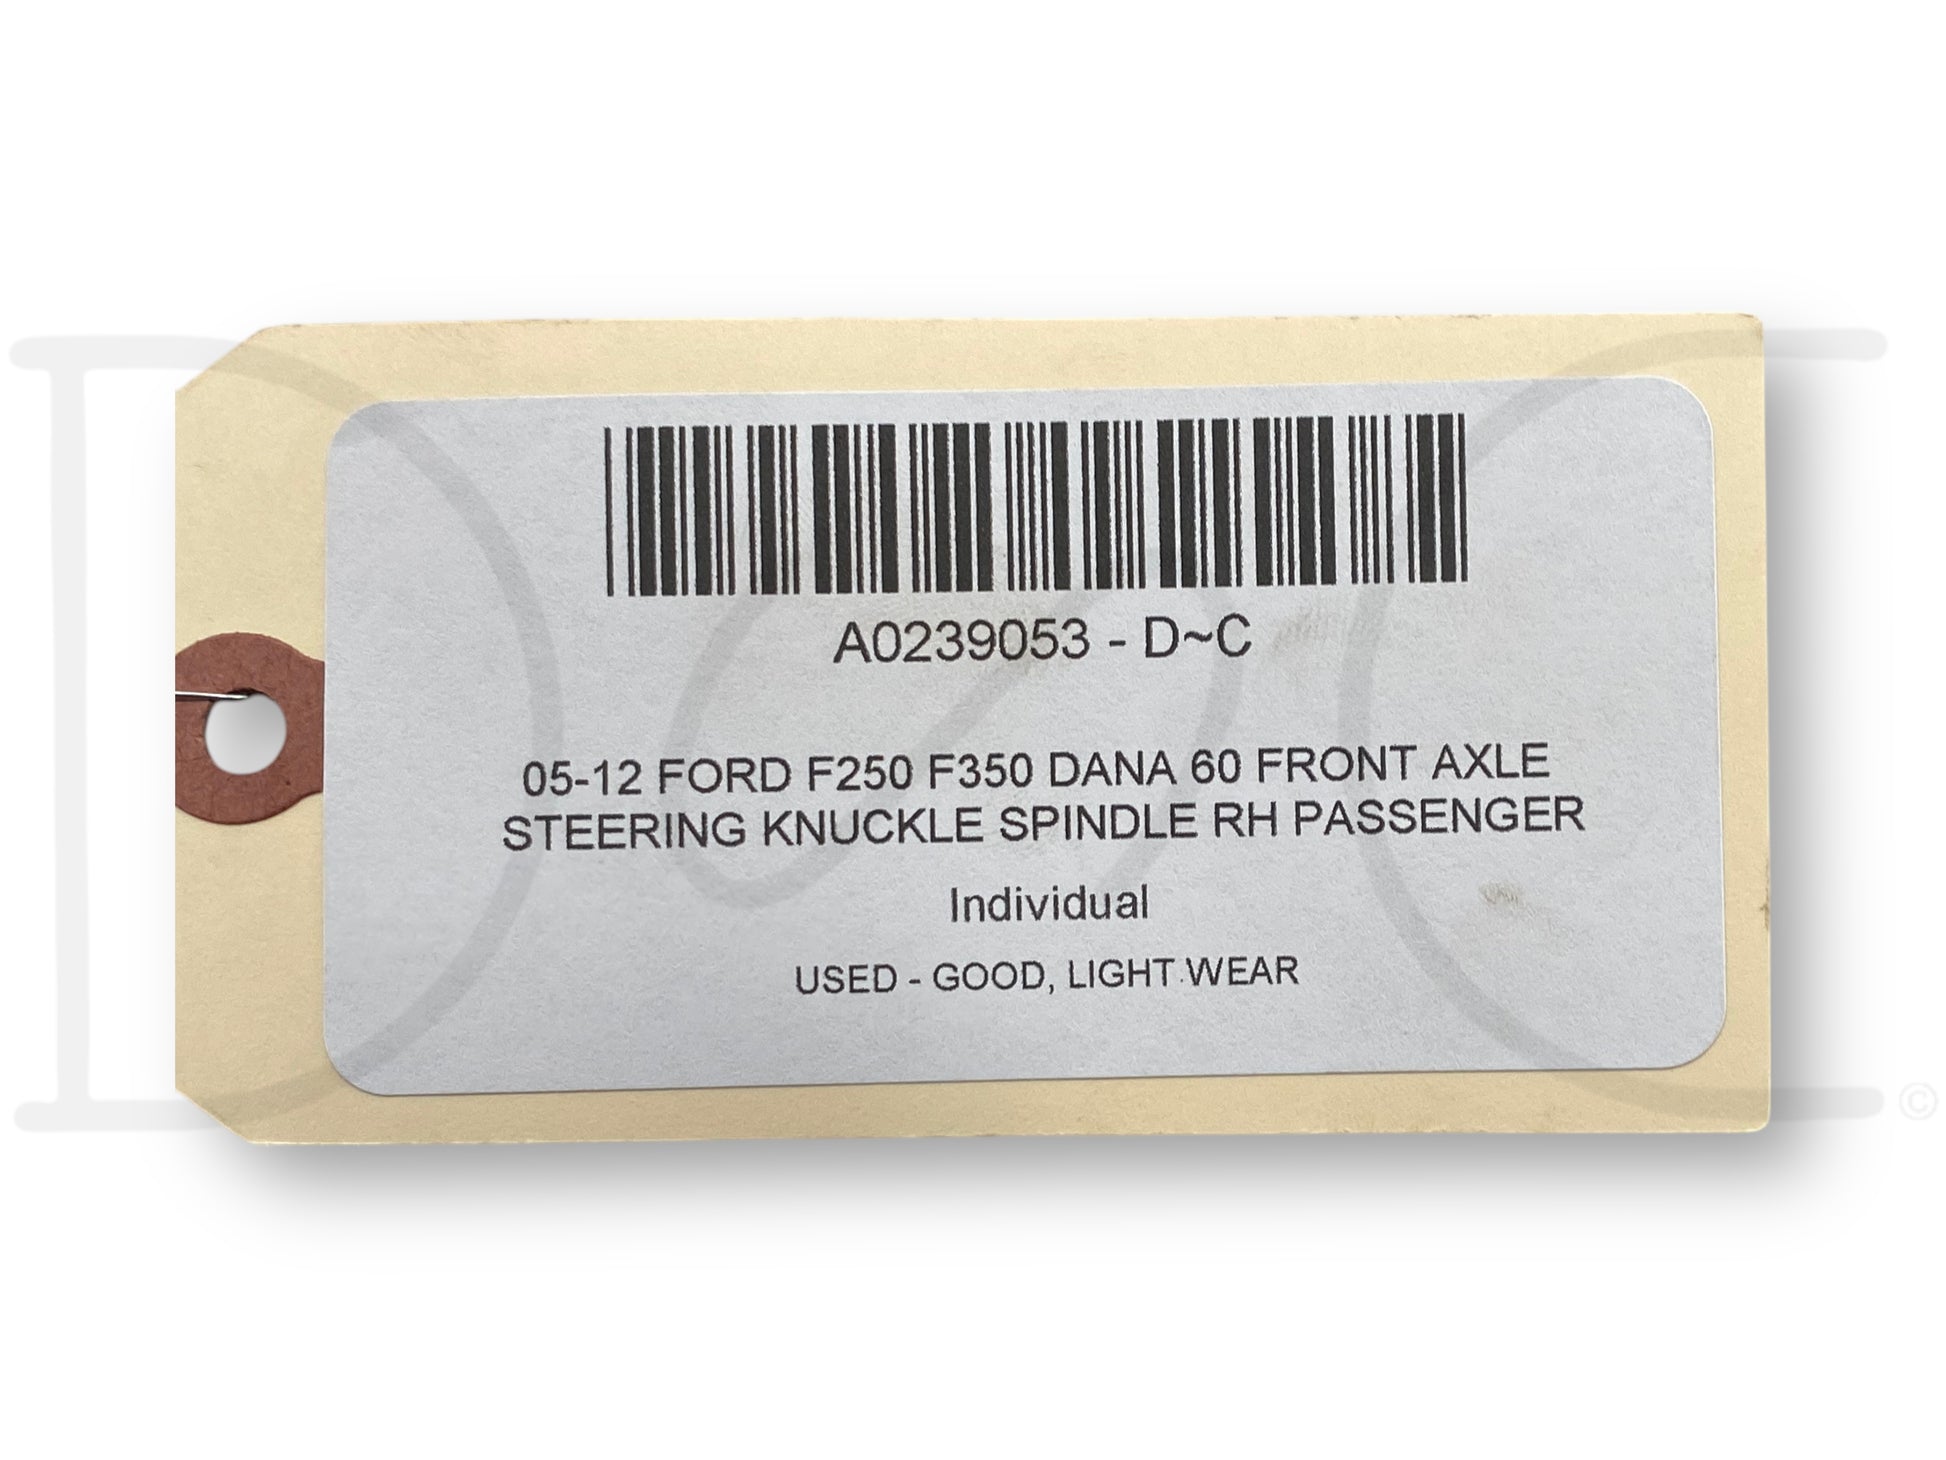 A0239053 - D~C
05-12 FORD F250 F350 DANA 60 FRONT AXLE
STEERING KNUCKLE SPINDLE RH PASSENGER
Individual
USED - GOOD, LIGHT WEAR
D~C ©